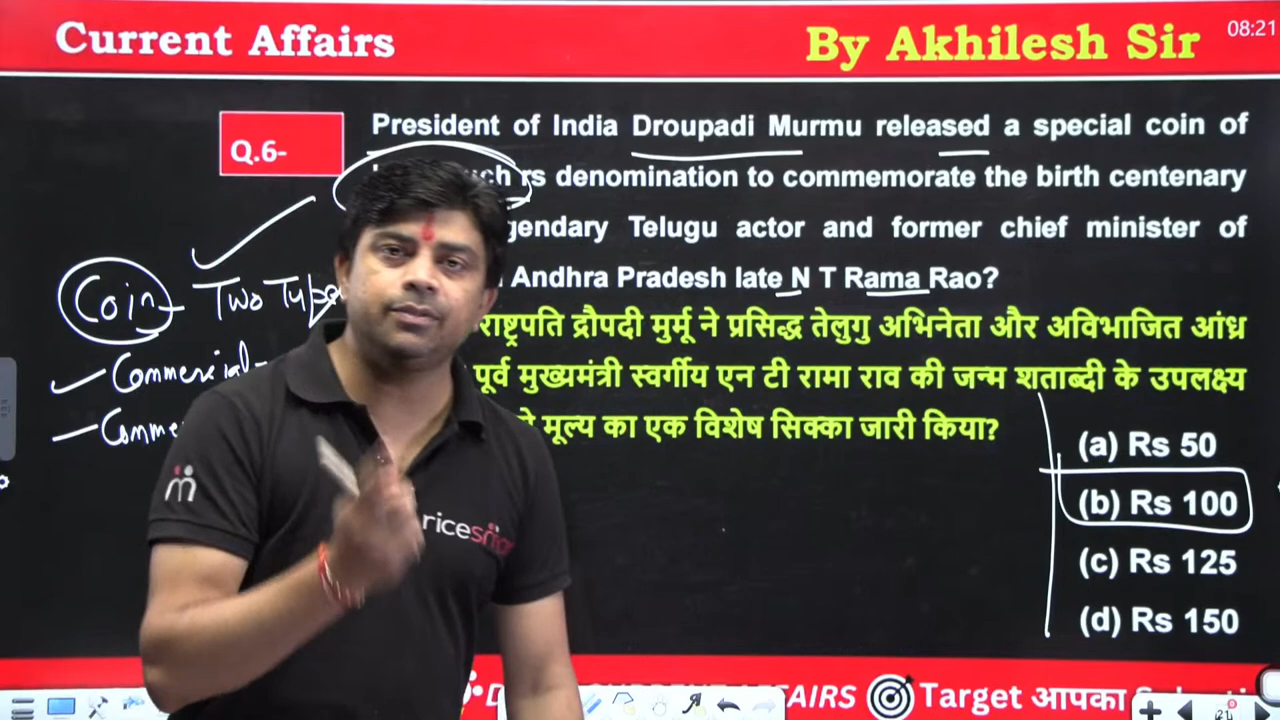 Current Affairs
By Akhilesh Sir
08:21
Q.6-
President of India Droupadi Murmu released a special coin of
rs denomination to commemorate the birth centenary
Telugu actor and former chief minister of
Andhra Pradesh late N T Rama Rao?
राष्ट्रपति द्रौपदी मुर्मू ने प्रसिद्ध तेलुगु अभिनेता और अविभाजित आंध्र
पूर्व मुख्यमंत्री स्वर्गीय एन टी रामा राव की जन्म शताब्दी के उपलक्ष्य
मूल्य का एक विशेष सिक्का जारी किया?
Coin - Two Type
Commercial -
(a) Rs 50
(b) Rs 100
(c) Rs 125
(d) Rs 150
AFFAIRS
Target आपका